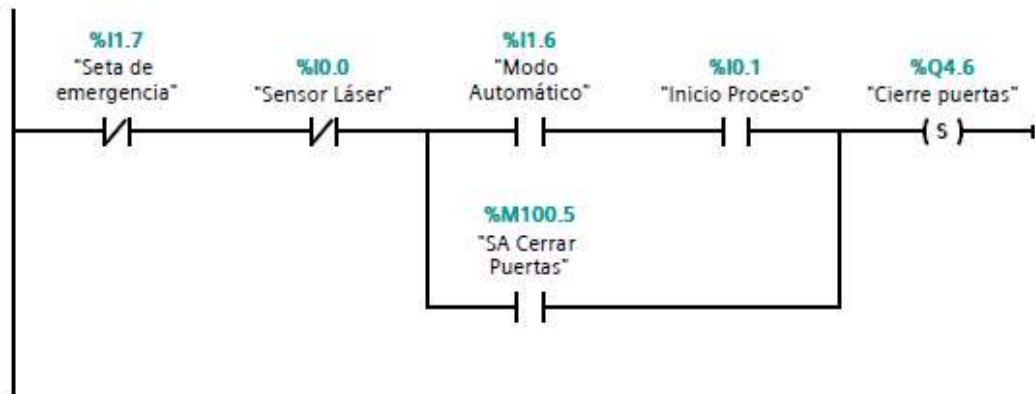 %I1.7
"Seta de
emergencia"
%I0.0
"Sensor Láser"
%I1.6
"Modo
Automático"
%I0.1
"Inicio Proceso"
%Q4.6
"Cierre puertas"
S
%M100.5
"SA Cerrar
Puertas"